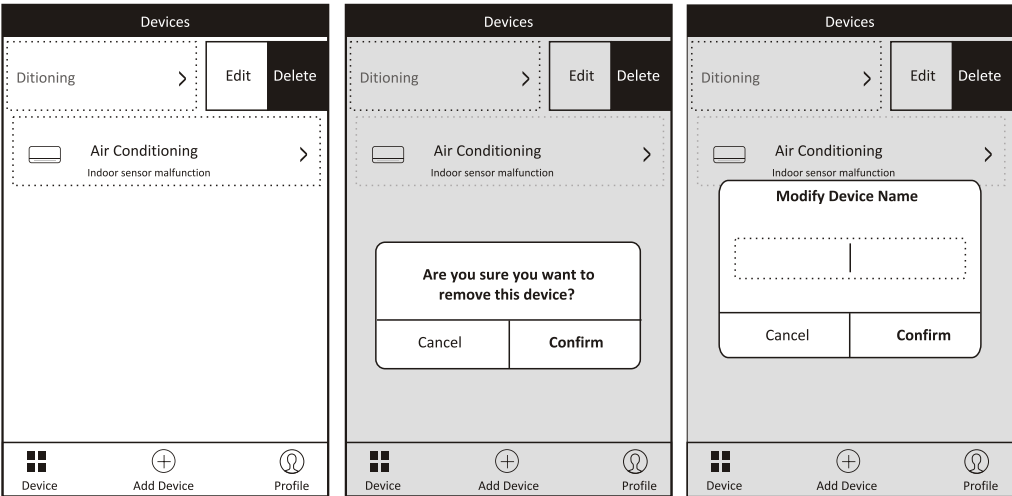 Devices
Ditioning
Edit
Delete
Air Conditioning
Indoor sensor malfunction
Device
Add Device
Profile
Devices
Ditioning
Edit
Delete
Air Conditioning
Indoor sensor malfunction
Are you sure you want to
remove this device?
Cancel
Confirm
Device
Add Device
Profile
Devices
Ditioning
Edit
Delete
Air Conditioning
Indoor sensor malfunction
Modify Device Name
Cancel
Confirm
Device
Add Device
Profile